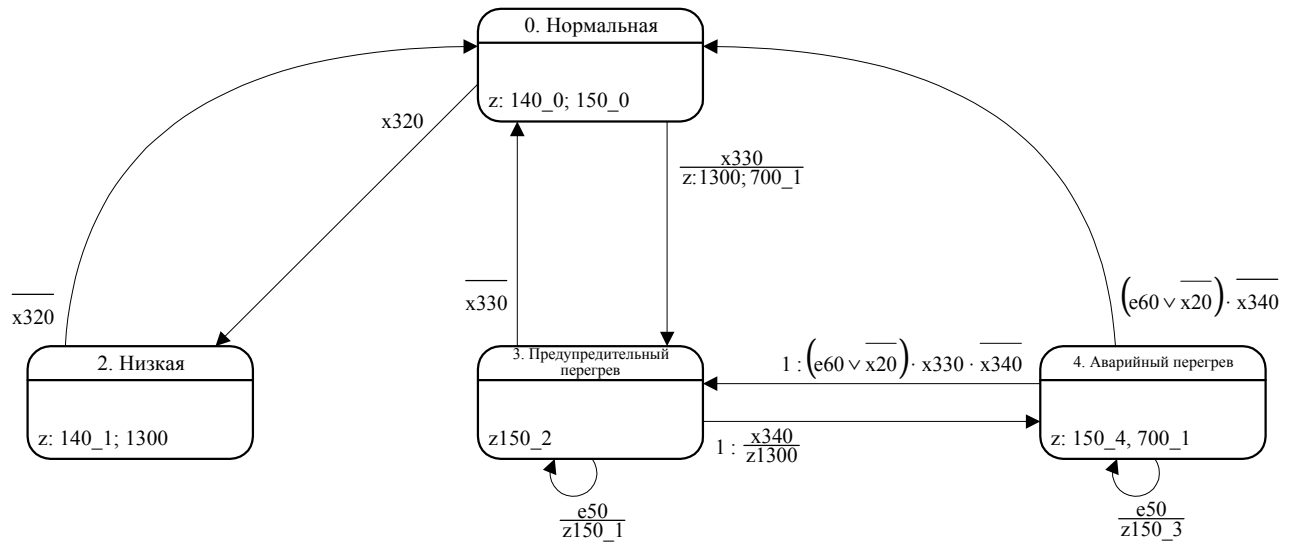 0. Нормальная
z: 140_0; 150_0
x320
x330
z:1300; 700_1
x320
x330
(e60 ∨ x20) · x340
2. Низкая
z: 140_1; 1300
3. Предупредительный
перегрев
z150_2
1 : (e60 ∨ x20) · x330 · x340
1 : x340
z1300
4. Аварийный перегрев
z: 150_4, 700_1
e50
z150_1
e50
z150_3